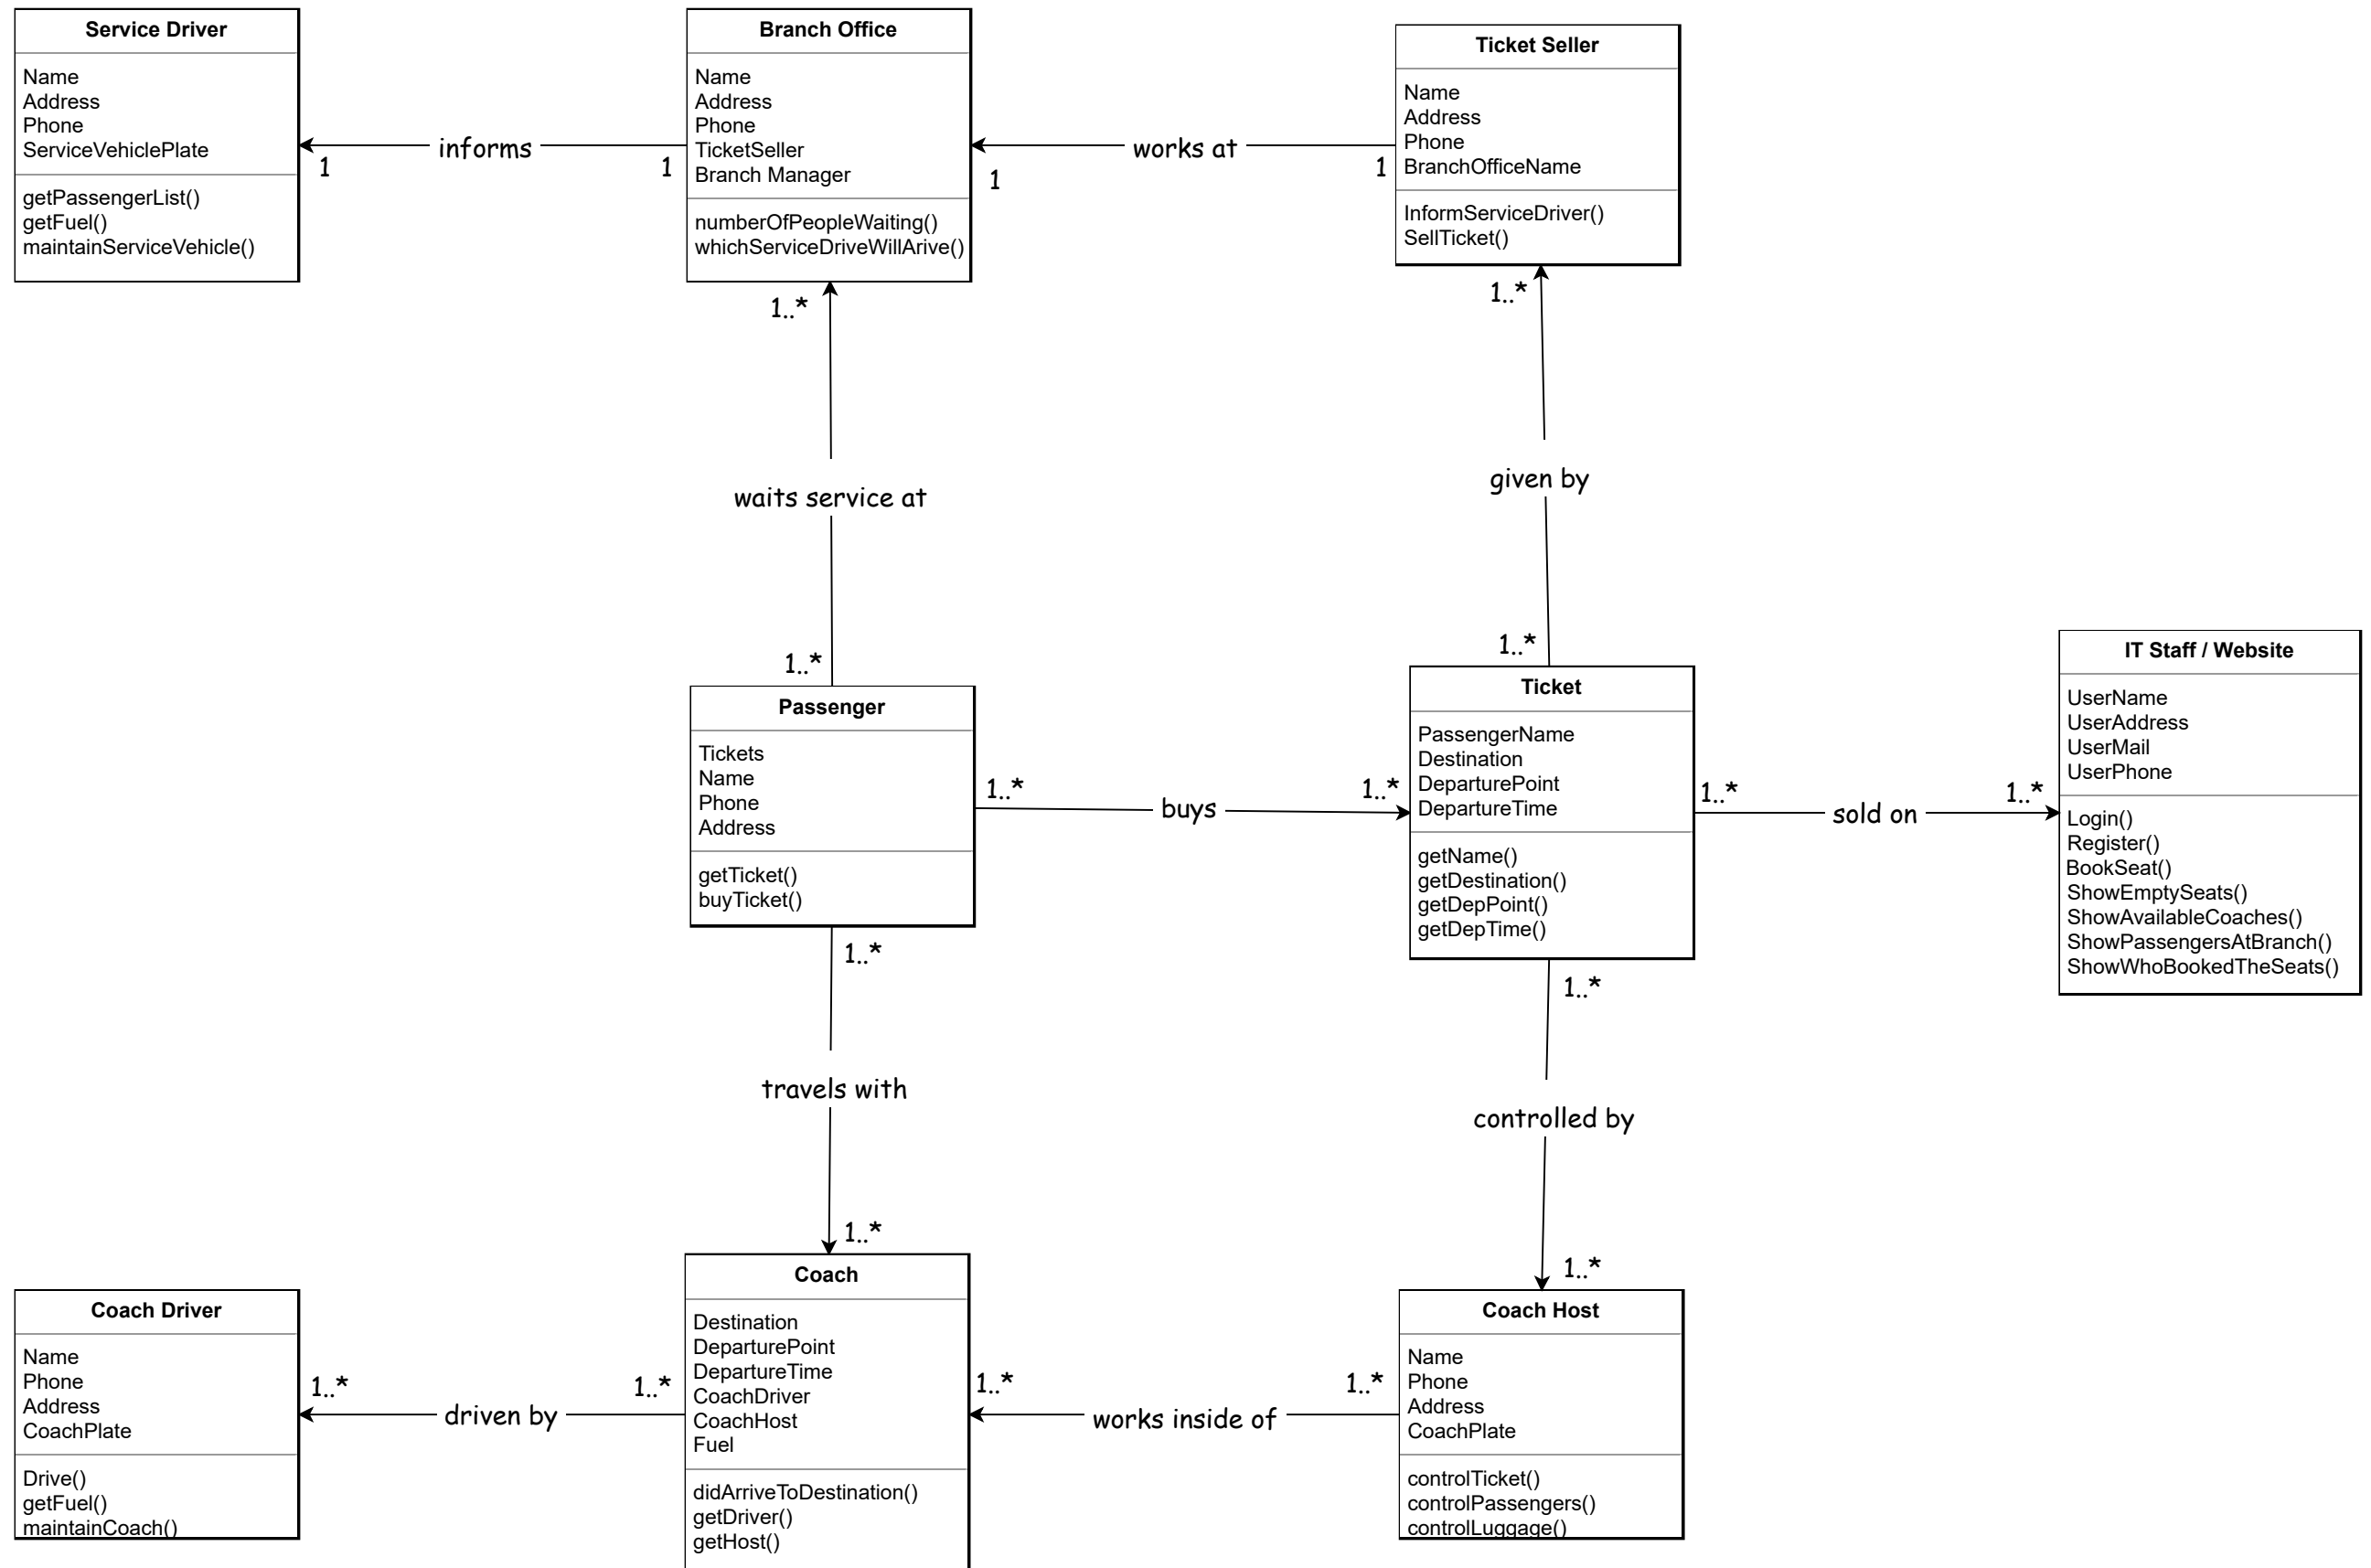 Service Driver
Name
Address
Phone
ServiceVehiclePlate
getPassengerList()
getFuel()
maintainServiceVehicle()
1
informs
1
Branch Office
Name
Address
Phone
TicketSeller
Branch Manager
numberOfPeopleWaiting()
whichServiceDriveWillArive()
1
works at
1
Ticket Seller
Name
Address
Phone
BranchOfficeName
InformServiceDriver()
SellTicket()
1..*
waits service at
1..*
1..*
given by
1..*
Passenger
Tickets
Name
Phone
Address
getTicket()
buyTicket()
1..*
buys
1..*
Ticket
PassengerName
Destination
DeparturePoint
DepartureTime
getName()
getDestination()
getDepPoint()
getDepTime()
1..*
sold on
1..*
IT Staff / Website
UserName
UserAddress
UserMail
UserPhone
Login()
Register()
BookSeat()
ShowEmptySeats()
ShowAvailableCoaches()
ShowPassengersAtBranch()
ShowWhoBookedTheSeats()
1..*
travels with
1..*
1..*
controlled by
1..*
Coach Driver
Name
Phone
Address
CoachPlate
Drive()
getFuel()
maintainCoach()
1..*
driven by
1..*
Coach
Destination
DeparturePoint
DepartureTime
CoachDriver
CoachHost
Fuel
didArriveToDestination()
getDriver()
getHost()
1..*
works inside of
1..*
Coach Host
Name
Phone
Address
CoachPlate
controlTicket()
controlPassengers()
controlLuggage()